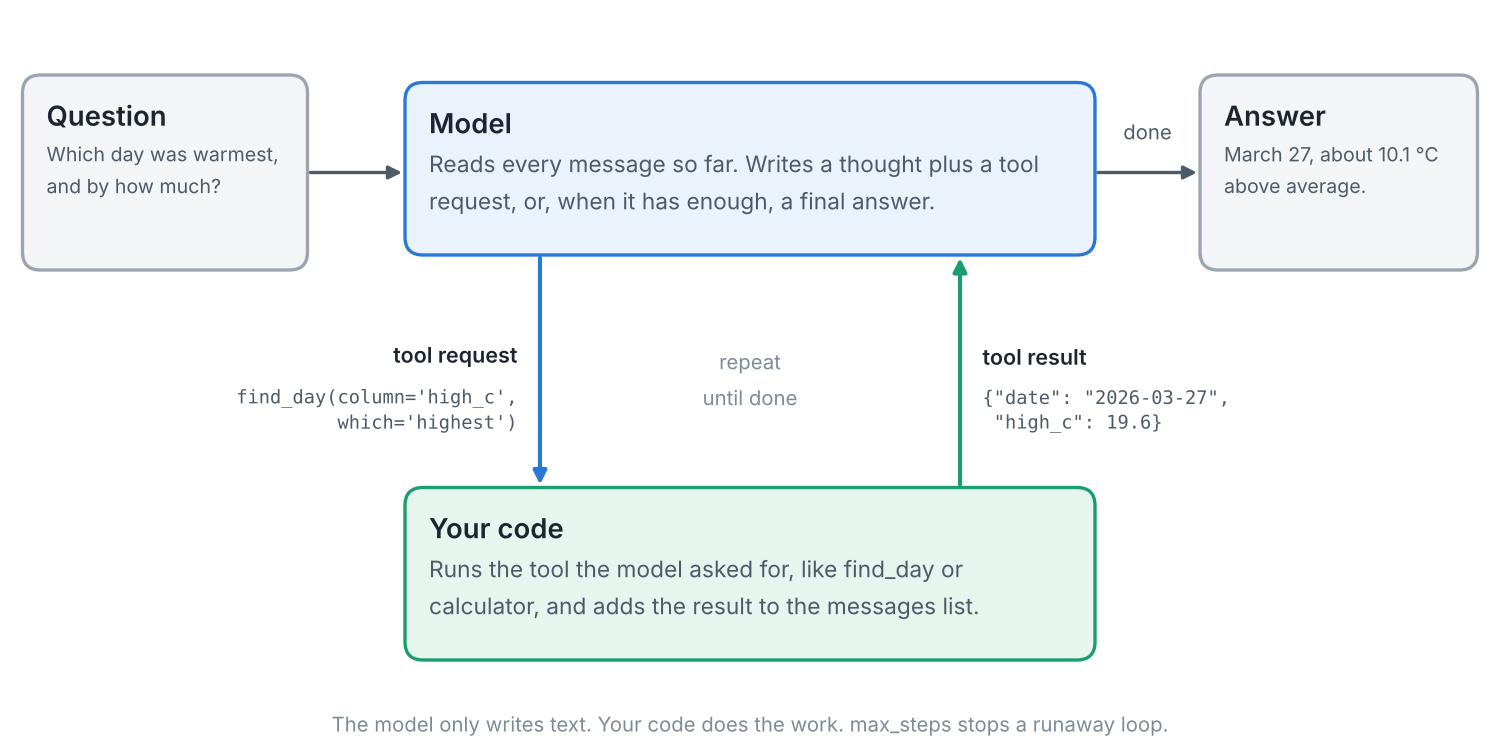 Question
Which day was warmest,
and by how much?
Model
Reads every message so far. Writes a thought plus a tool
request, or, when it has enough, a final answer.
done
Answer
March 27, about 10.1 °C
above average.
tool request
find_day(column='high_c',
which='highest')
repeat
until done
tool result
{"date": "2026-03-27",
"high_c": 19.6}
Your code
Runs the tool the model asked for, like find_day or
calculator, and adds the result to the messages list.
The model only writes text. Your code does the work. max_steps stops a runaway loop.